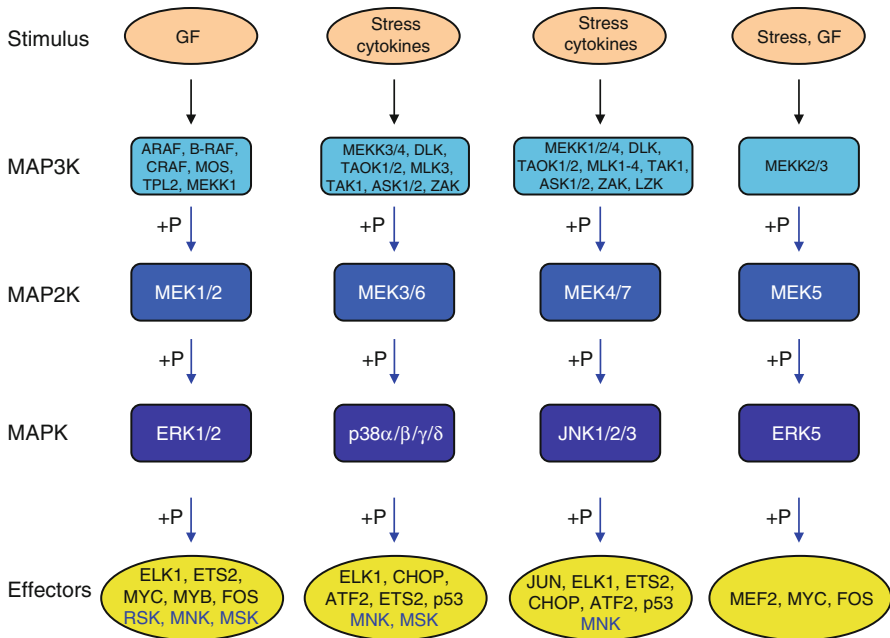 Stimulus
GF
Stress
cytokines
Stress
cytokines
Stress, GF
MAP3K
ARAF, B-RAF,
CRAF, MOS,
TPL2, MEKK1
MEKK3/4, DLK,
TAOK1/2, MLK3,
TAK1, ASK1/2, ZAK
MEKK1/2/4, DLK,
TAOK1/2, MLK1-4, TAK1,
ASK1/2, ZAK, LZK
MEKK2/3
+P
+P
+P
+P
MAP2K
MEK1/2
MEK3/6
MEK4/7
MEK5
+P
+P
+P
+P
MAPK
ERK1/2
p38α/β/γ/δ
JNK1/2/3
ERK5
+P
+P
+P
+P
Effectors
ELK1, ETS2,
MYC, MYB, FOS
RSK, MNK, MSK
ELK1, CHOP,
ATF2, ETS2, p53
MNK, MSK
JUN, ELK1, ETS2,
CHOP, ATF2, p53
MNK
MEF2, MYC, FOS